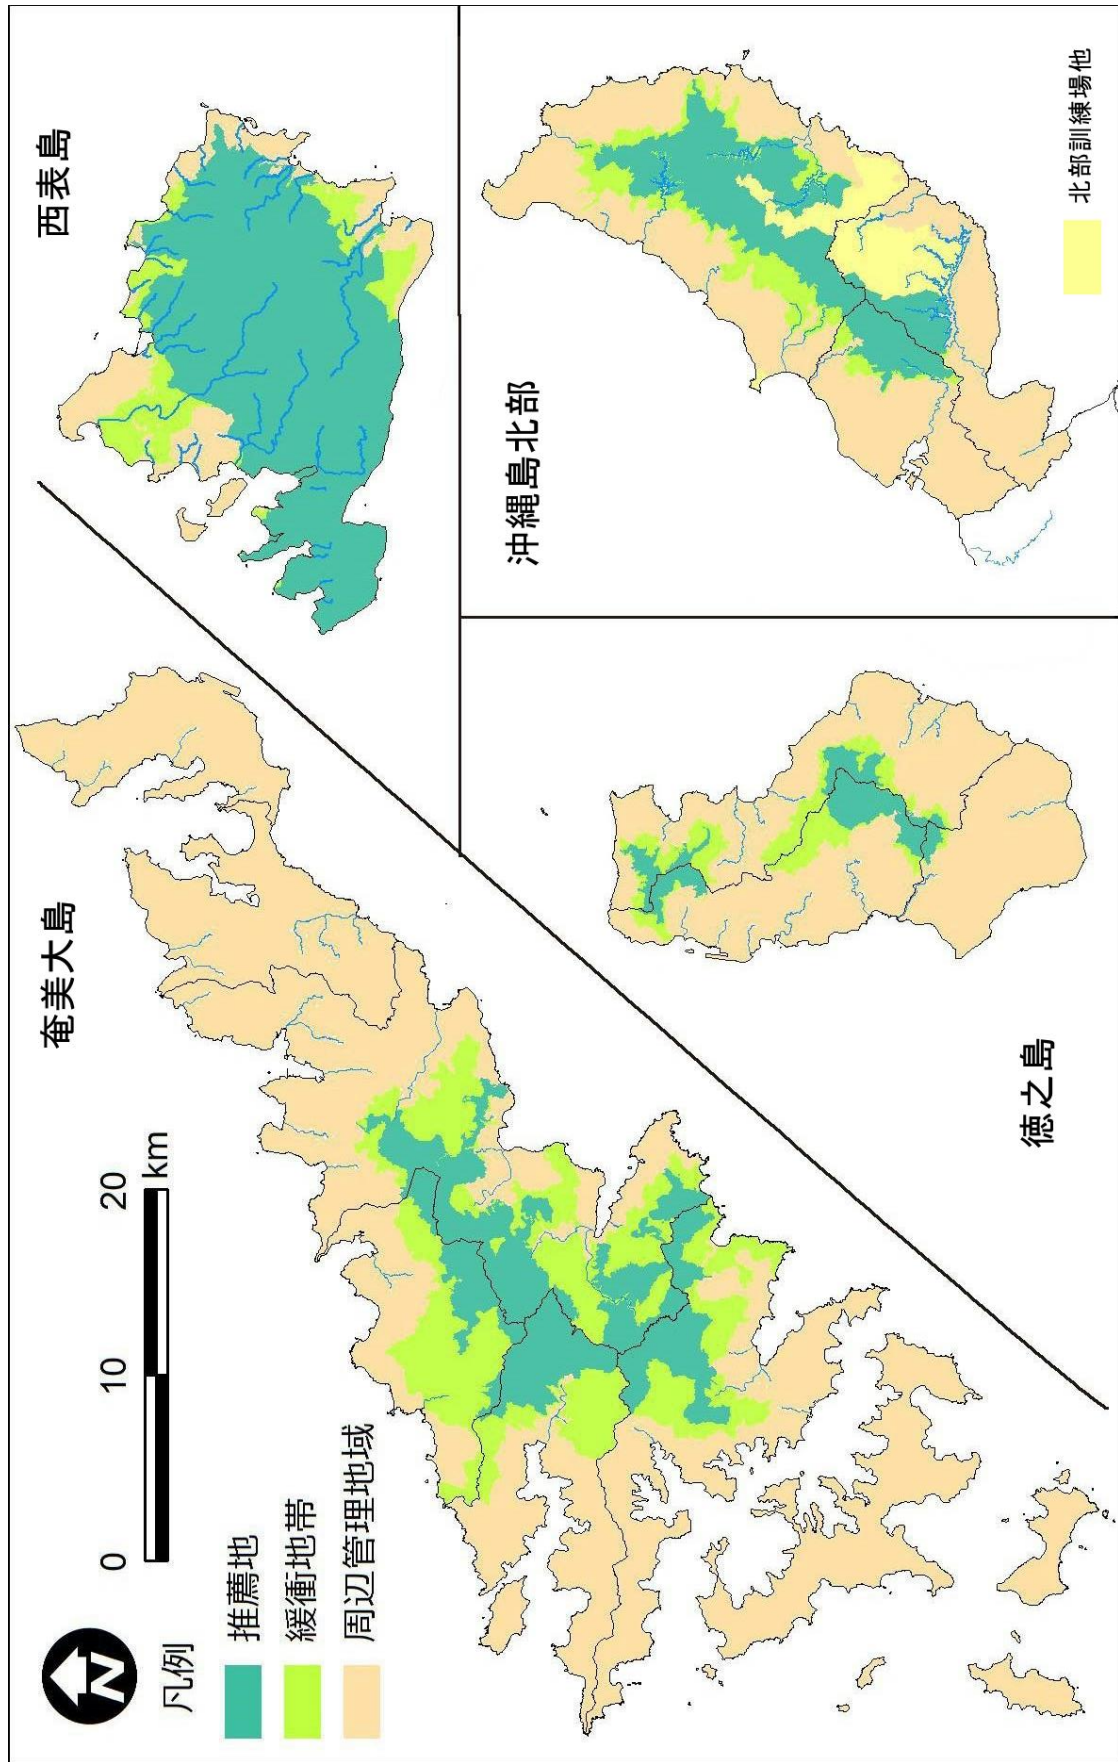 N
0 10 20
km
凡例
推薦地
緩衝地帯
周辺管理地域
奄美大島
西表島
徳之島
沖縄島北部
北部訓練場他